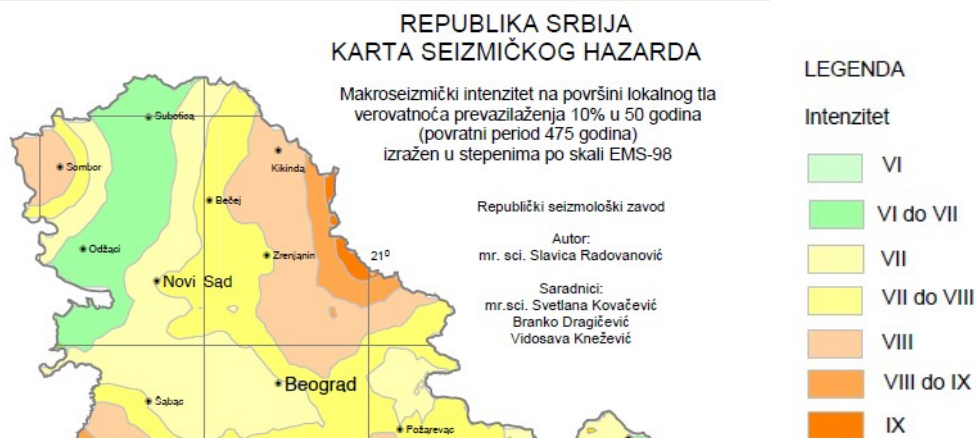 REPUBLIKA SRBIJA
KARTA SEIZMIČKOG HAZARDA
Makroseizmički intenzitet na površini lokalnog tla
verovatnoća prevazilaženja 10% u 50 godina
(povratni period 475 godina)
izražen u stepenima po skali EMS-98
Republički seizmološki zavod
Autor:
mr. sci. Slavica Radovanović
Saradnici:
mr.sci. Svetlana Kovačević
Branko Dragičević
Vidosava Knežević
Subotica
Sombor
Kikinda
Bečej
Odžaci
Zrenjanin
21⁰
Novi Sad
Beograd
Šabac
Požarevac
LEGENDA
Intenzitet
VI
VI do VII
VII
VII do VIII
VIII
VIII do IX
IX